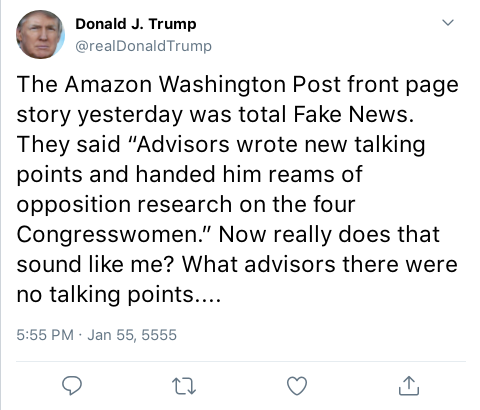 Donald J. Trump
@realDonaldTrump
The Amazon Washington Post front page
story yesterday was total Fake News.
They said “Advisors wrote new talking
points and handed him reams of
opposition research on the four
Congresswomen.” Now really does that
sound like me? What advisors there were
no talking points....
5:55 PM · Jan 55, 5555